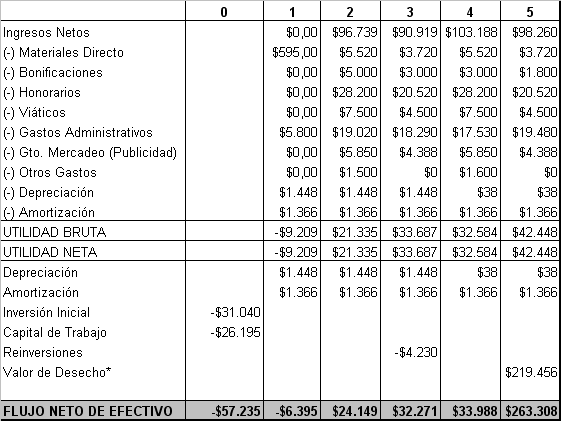 0 1 2 3 4 5
Ingresos Netos $0,00 $96.739 $90.919 $103.188 $98.260
(-) Materiales Directo $595,00 $5.520 $3.720 $5.520 $3.720
(-) Bonificaciones $0,00 $5.000 $3.000 $3.000 $1.800
(-) Honorarios $0,00 $28.200 $20.520 $28.200 $20.520
(-) Viáticos $0,00 $7.500 $4.500 $7.500 $4.500
(-) Gastos Administrativos $5.800 $19.020 $18.290 $17.530 $19.480
(-) Gto. Mercadeo (Publicidad) $0,00 $5.850 $4.388 $5.850 $4.388
(-) Otros Gastos $0,00 $1.500 $0 $1.600 $0
(-) Depreciación $1.448 $1.448 $1.448 $38 $38
(-) Amortización $1.366 $1.366 $1.366 $1.366 $1.366
UTILIDAD BRUTA -$9.209 $21.335 $33.687 $32.584 $42.448
UTILIDAD NETA -$9.209 $21.335 $33.687 $32.584 $42.448
Depreciación $1.448 $1.448 $1.448 $38 $38
Amortización $1.366 $1.366 $1.366 $1.366 $1.366
Inversión Inicial -$31.040
Capital de Trabajo -$26.195
Reinversiones -$4.230
Valor de Desecho* $219.456
FLUJO NETO DE EFECTIVO -$57.235 -$6.395 $24.149 $32.271 $33.988 $263.308